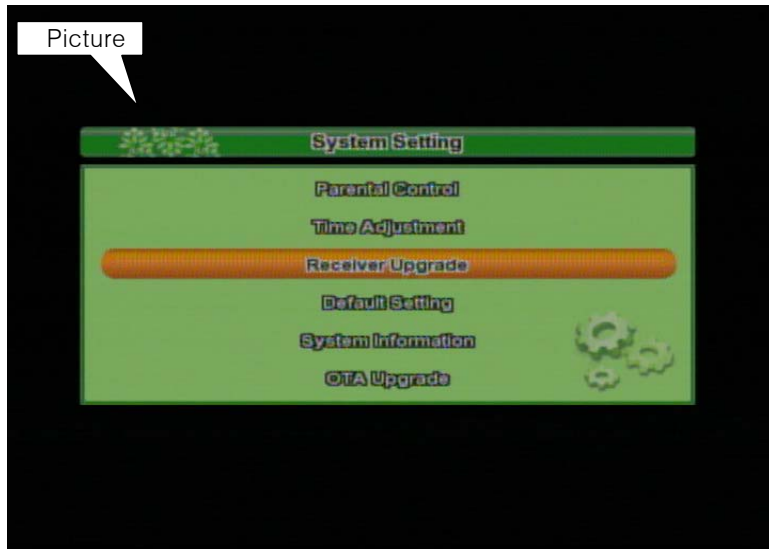 Picture
System Setting
Parental Control
Time Adjustment
Receiver Upgrade
Default Setting
System Information
OTA Upgrade